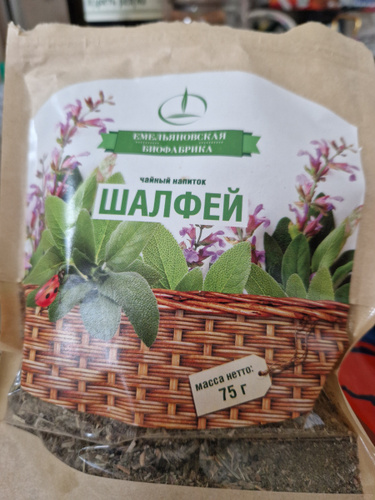 ЕМЕЛЬЯНОВСКАЯ
БИОФАБРИКА
чайный напиток
ШАЛФЕЙ
масса нетто:
75 г